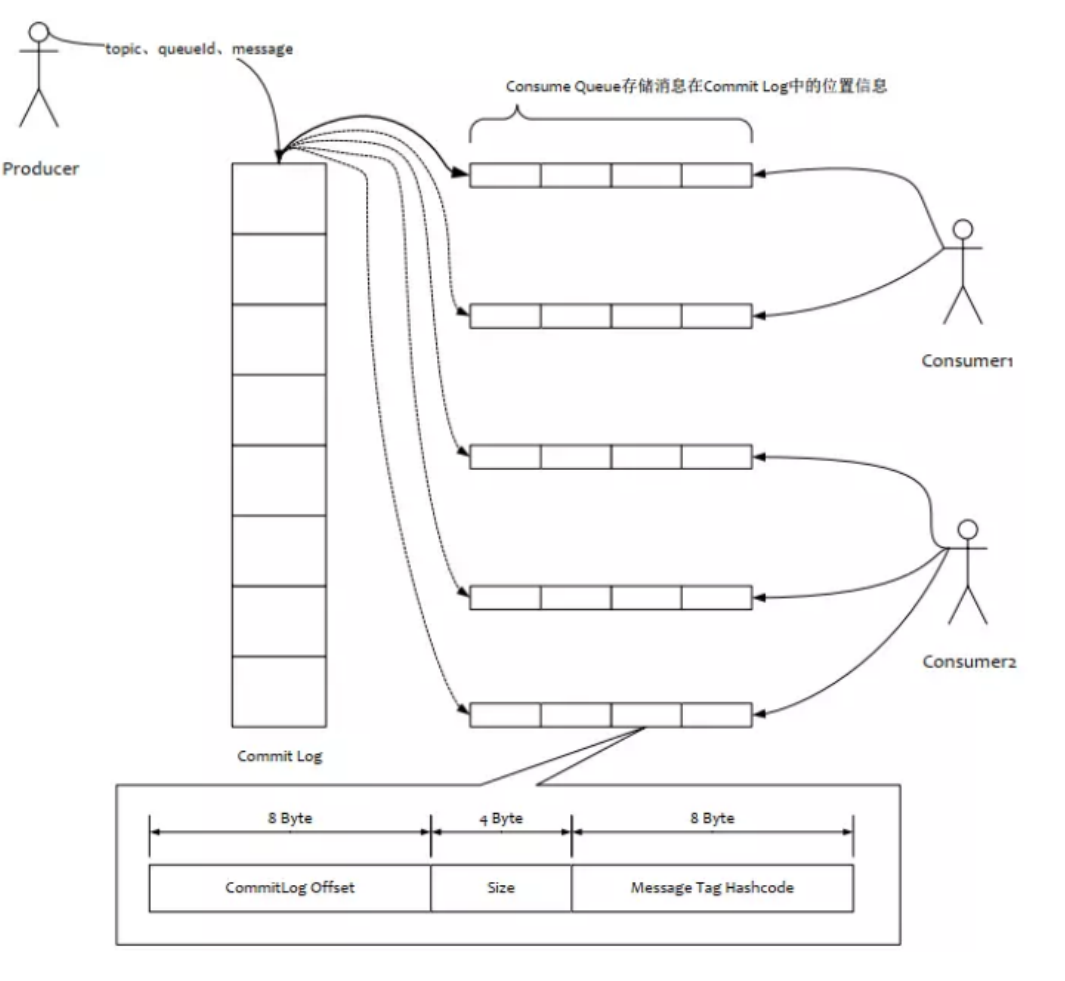 topic、queueId、message
Consume Queue存储消息在Commit Log中的位置信息
Producer
Consumer1
Consumer2
Commit Log
8 Byte
4 Byte
8 Byte
CommitLog Offset
Size
Message Tag Hashcode